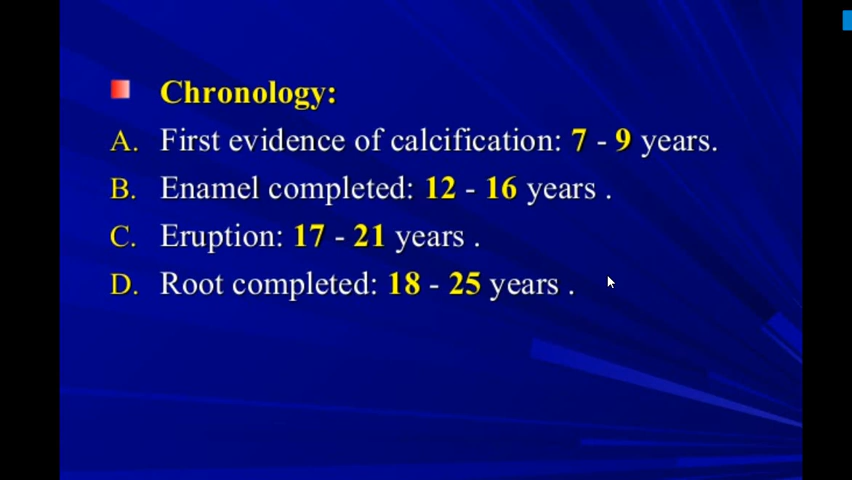 Chronology:
A. First evidence of calcification: 7 - 9 years.
B. Enamel completed: 12 - 16 years .
C. Eruption: 17 - 21 years .
D. Root completed: 18 - 25 years .